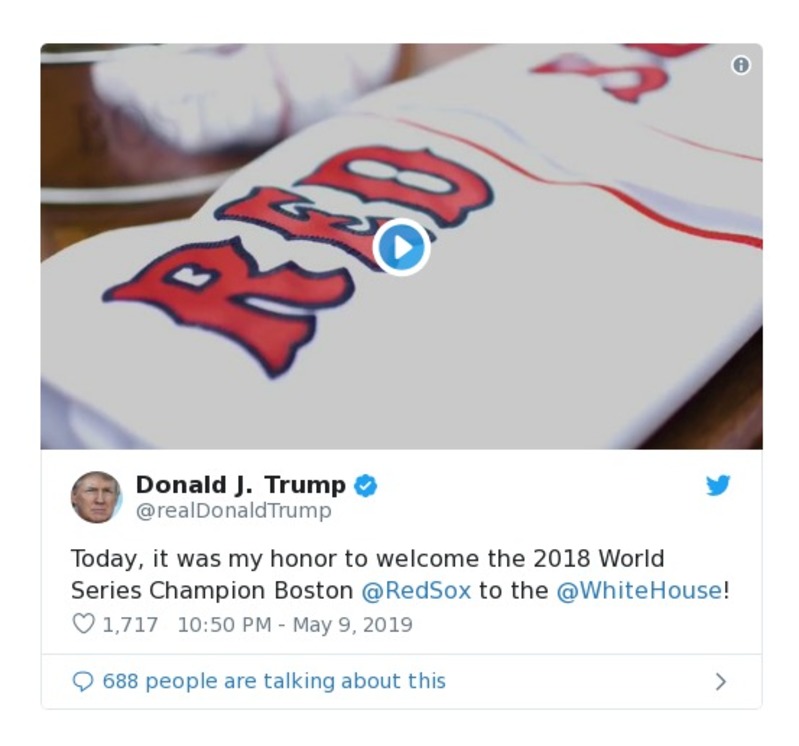 RED
Donald J. Trump
@realDonaldTrump
Today, it was my honor to welcome the 2018 World
Series Champion Boston @RedSox to the @WhiteHouse!
1,717 10:50 PM - May 9, 2019
688 people are talking about this